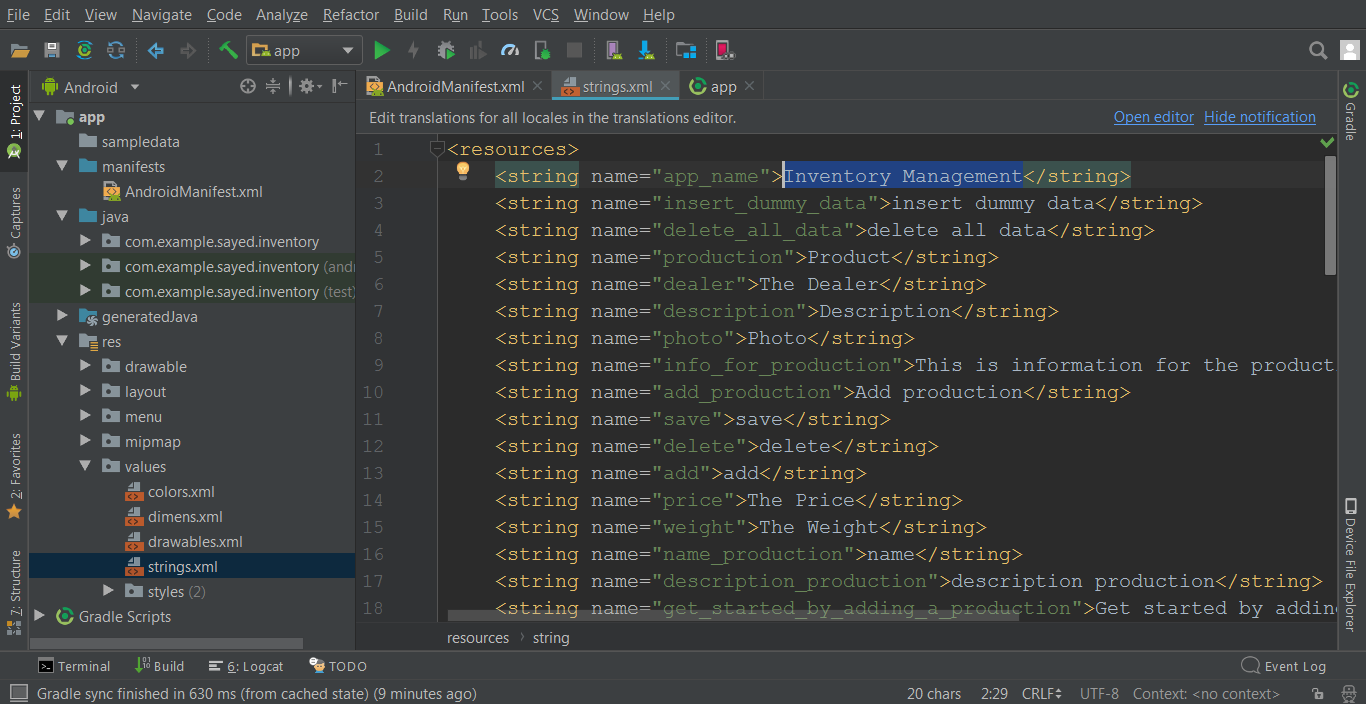 File Edit View Navigate Code Analyze Refactor Build Run Tools VCS Window Help
app
Android
AndroidManifest.xml strings.xml app
Edit translations for all locales in the translations editor. Open editor Hide notification
1: Project
Captures
Build Variants
2: Favorites
7: Structure
app
sampledata
manifests
AndroidManifest.xml
java
com.example.sayed.inventory
com.example.sayed.inventory (and
com.example.sayed.inventory (test)
generatedJava
res
drawable
layout
menu
mipmap
values
colors.xml
dimens.xml
drawables.xml
strings.xml
styles (2)
Gradle Scripts
1 <resources>
2 <string name="app_name">Inventory Management</string>
3 <string name="insert_dummy_data">insert dummy data</string>
4 <string name="delete_all_data">delete all data</string>
5 <string name="production">Product</string>
6 <string name="dealer">The Dealer</string>
7 <string name="description">Description</string>
8 <string name="photo">Photo</string>
9 <string name="info_for_production">This is information for the product
10 <string name="add_production">Add production</string>
11 <string name="save">save</string>
12 <string name="delete">delete</string>
13 <string name="add">add</string>
14 <string name="price">The Price</string>
15 <string name="weight">The Weight</string>
16 <string name="name_production">name</string>
17 <string name="description_production">description production</string>
18 <string name="get_started_by_adding_a_production">Get started by addin
resources › string
Gradle
Device File Explorer
Terminal Build 6: Logcat TODO Event Log
Gradle sync finished in 630 ms (from cached state) (9 minutes ago) 20 chars 2:29 CRLF UTF-8 Context: <no context>